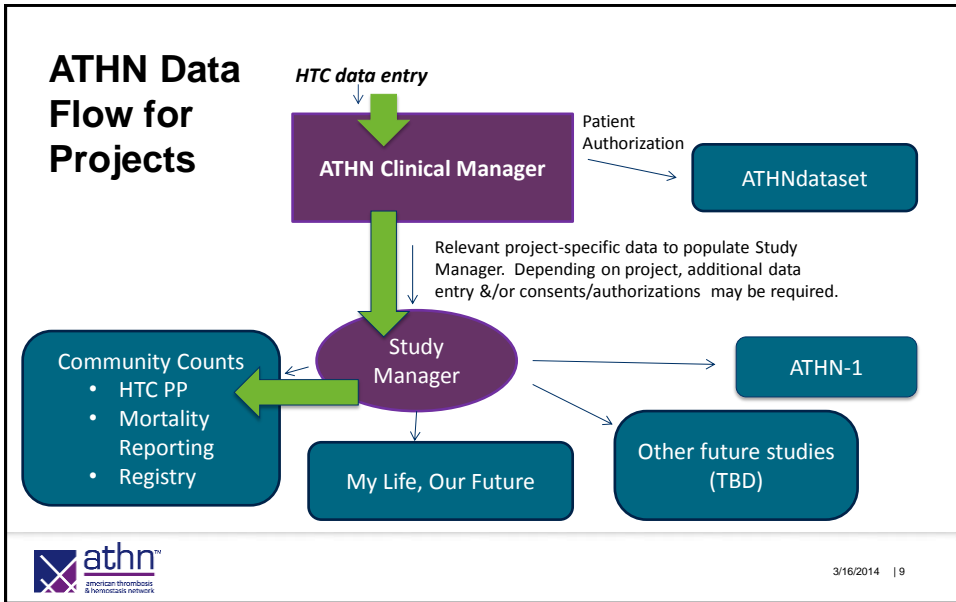 ATHN Data
Flow for
Projects
HTC data entry
ATHN Clinical Manager
Patient
Authorization
ATHNdataset
Relevant project-specific data to populate Study
Manager.  Depending on project, additional data
entry &/or consents/authorizations  may be required.
Study
Manager
Community Counts
• HTC PP
• Mortality
Reporting
• Registry
ATHN-1
My Life, Our Future
Other future studies
(TBD)
athn™
american thrombosis
& hemostasis network
3/16/2014 | 9